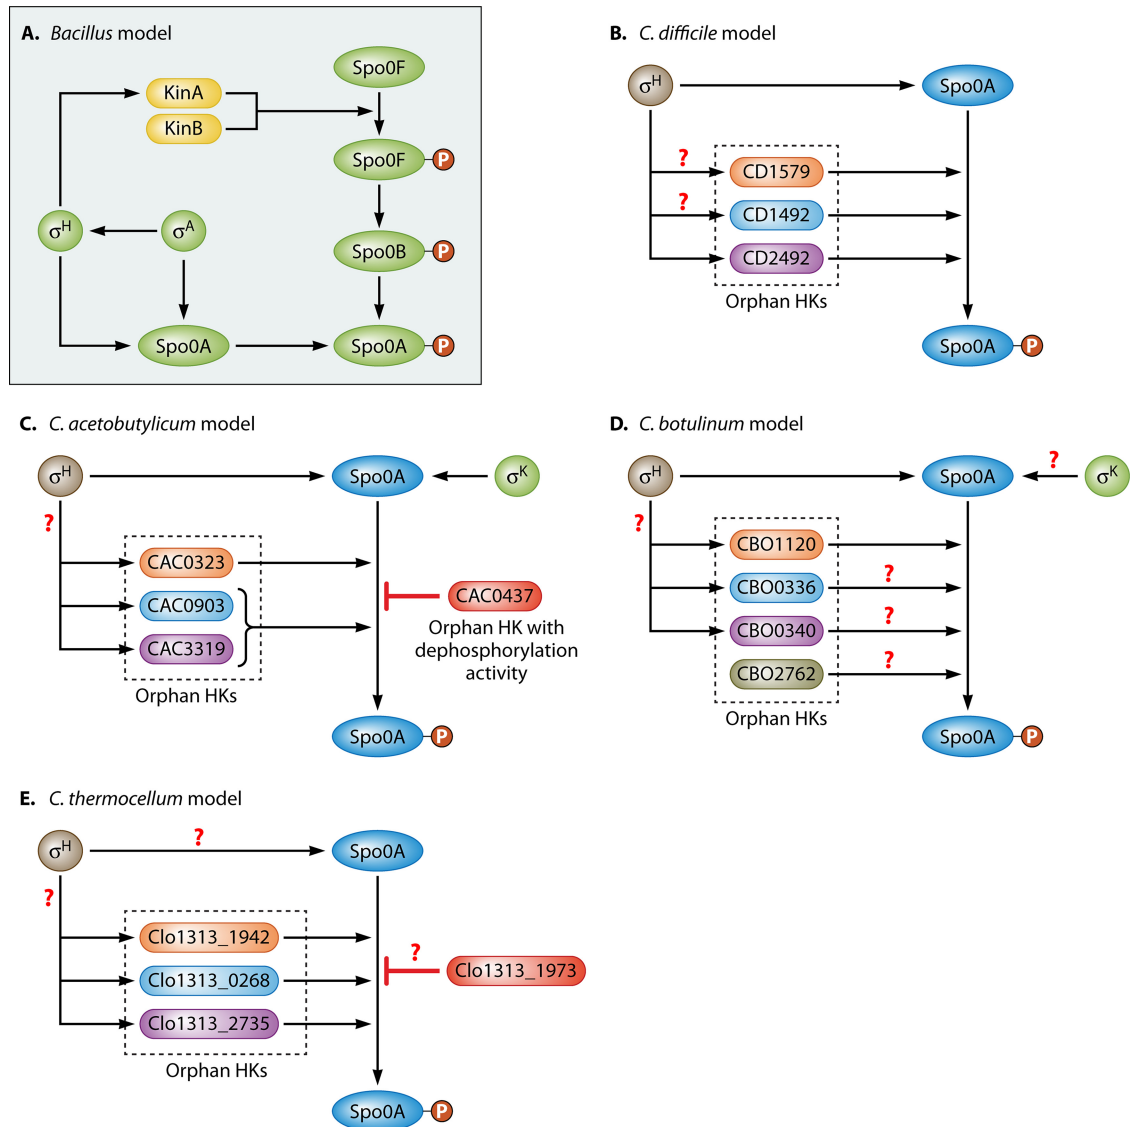 A. Bacillus model
Spo0F
KinA
KinB
Spo0F P
σH
σA
Spo0B P
Spo0A
Spo0A P
B. C. difficile model
σH
Spo0A
?
CD1579
?
CD1492
CD2492
Orphan HKs
Spo0A P
C. C. acetobutylicum model
σH
Spo0A
σK
?
CAC0323
CAC0903
CAC3319
Orphan HKs
CAC0437
Orphan HK with
dephosphorylation
activity
Spo0A P
D. C. botulinum model
σH
Spo0A
?
σK
?
CBO1120
CBO0336
?
CBO0340
?
CBO2762
?
Orphan HKs
Spo0A P
E. C. thermocellum model
σH
?
Spo0A
?
Clo1313_1942
Clo1313_0268
Clo1313_2735
Orphan HKs
?
Clo1313_1973
Spo0A P